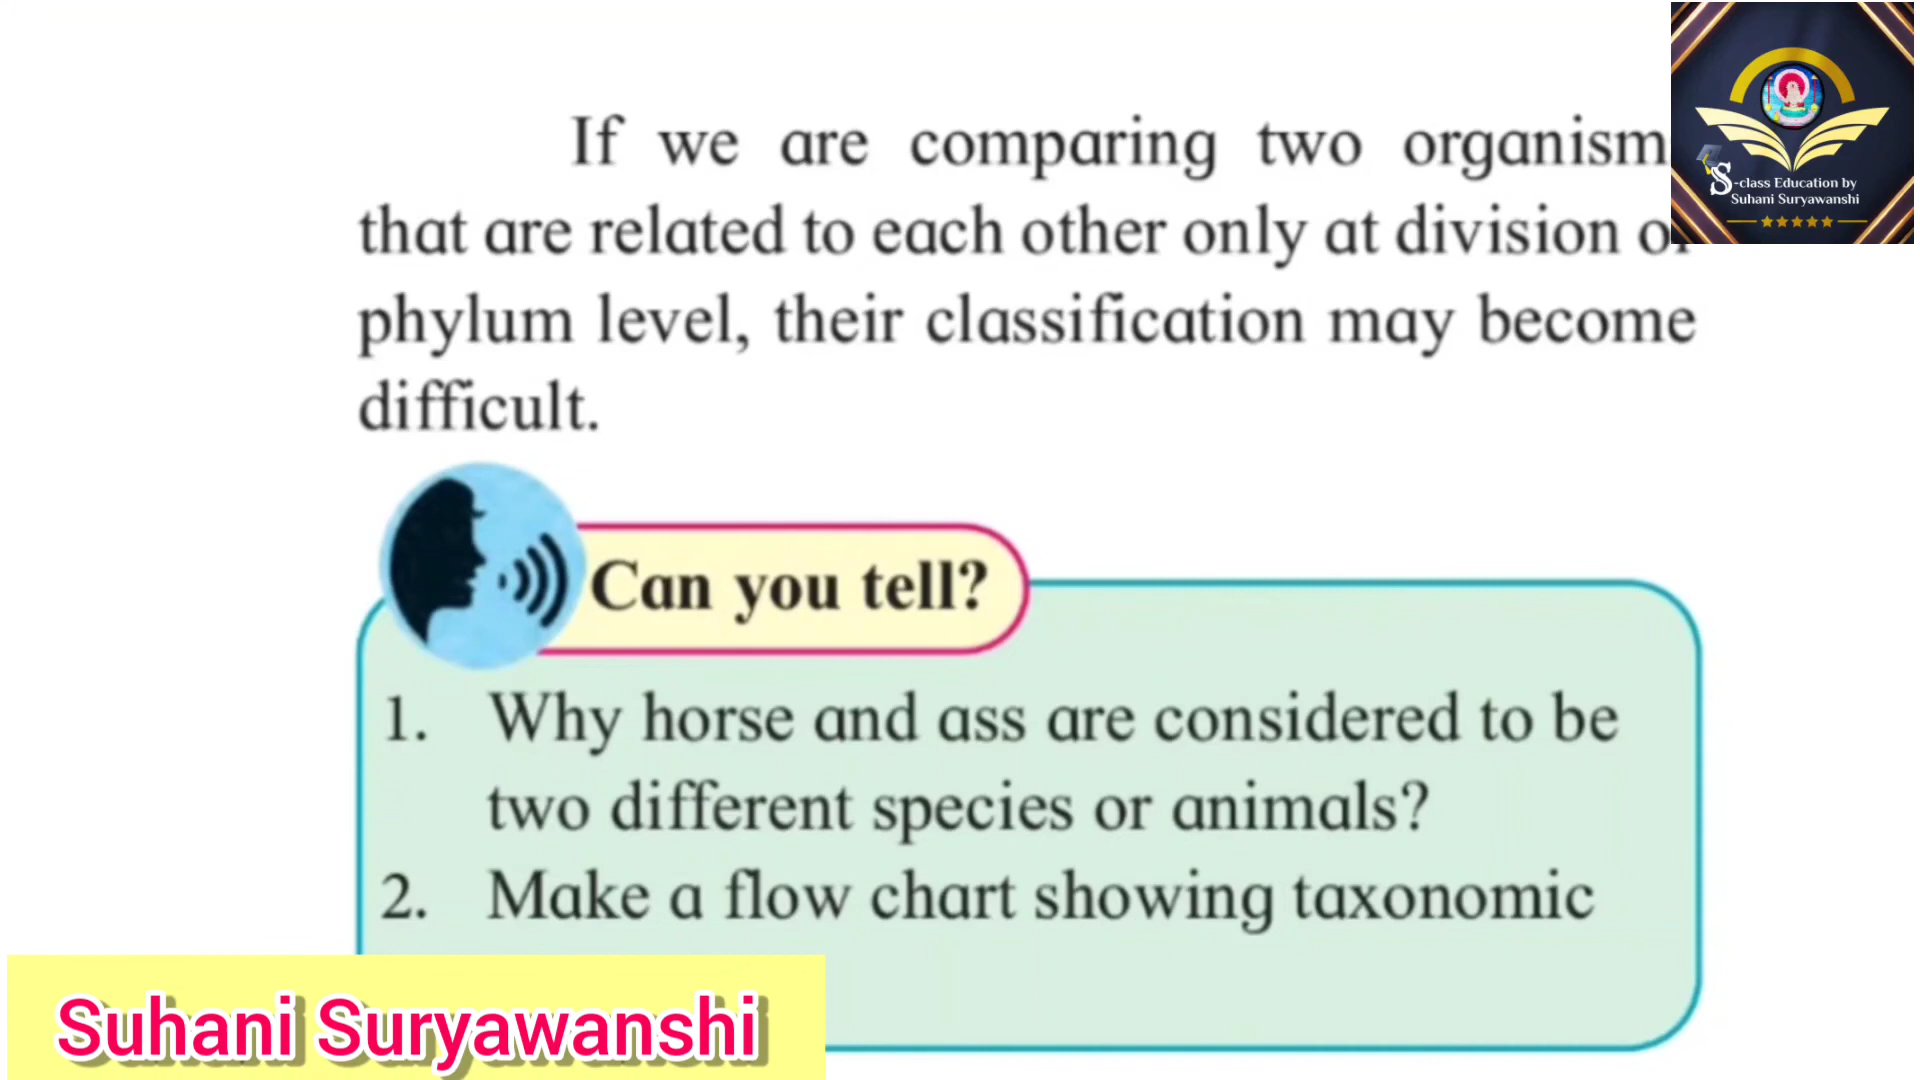 If we are comparing two organism
that are related to each other only at division or
phylum level, their classification may become
difficult.
Can you tell?
1. Why horse and ass are considered to be
two different species or animals?
2. Make a flow chart showing taxonomic
S-class Education by
Suhani Suryawanshi
Suhani Suryawanshi